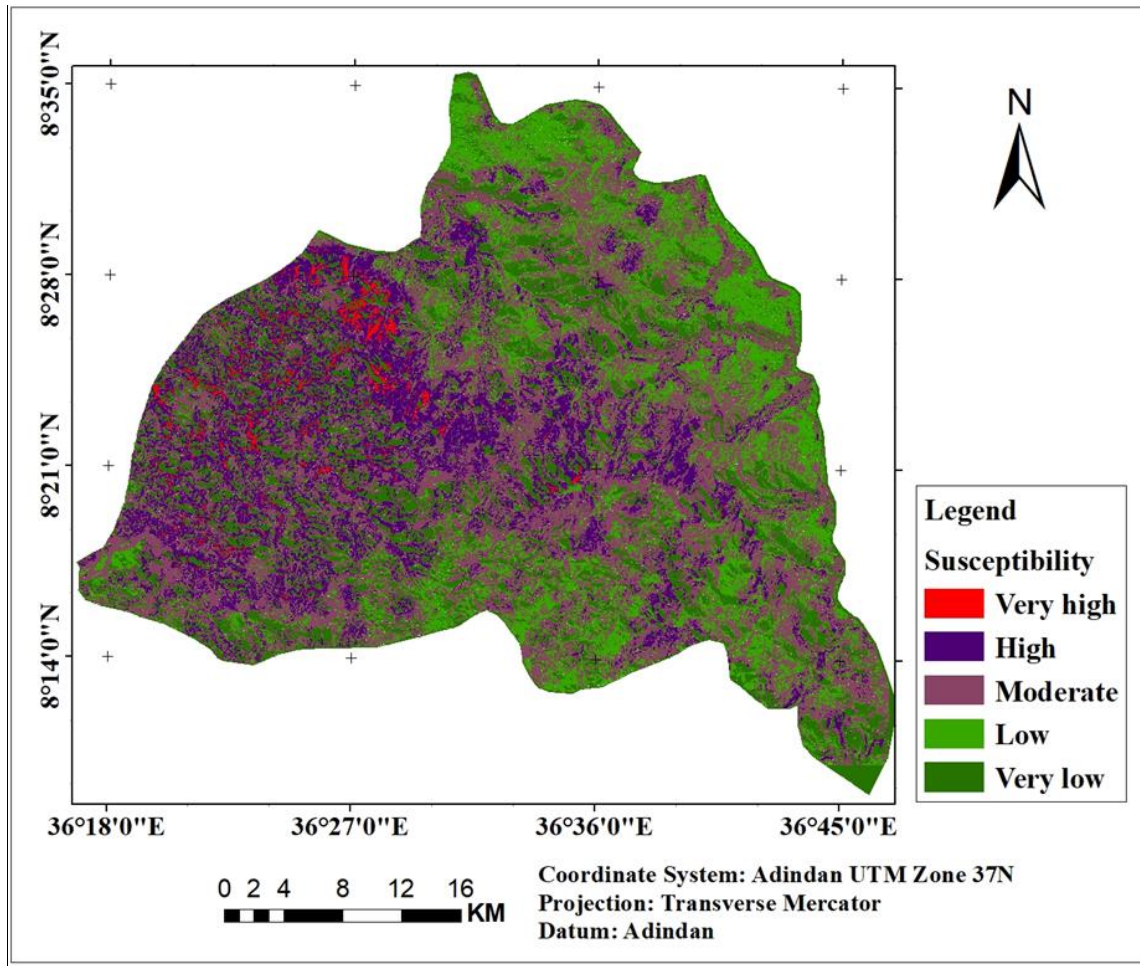 N
8°35'0"N
8°28'0"N
8°21'0"N
8°14'0"N
36°18'0"E 36°27'0"E 36°36'0"E 36°45'0"E
Legend
Susceptibility
Very high
High
Moderate
Low
Very low
0 2 4 8 12 16
KM
Coordinate System: Adindan UTM Zone 37N
Projection: Transverse Mercator
Datum: Adindan